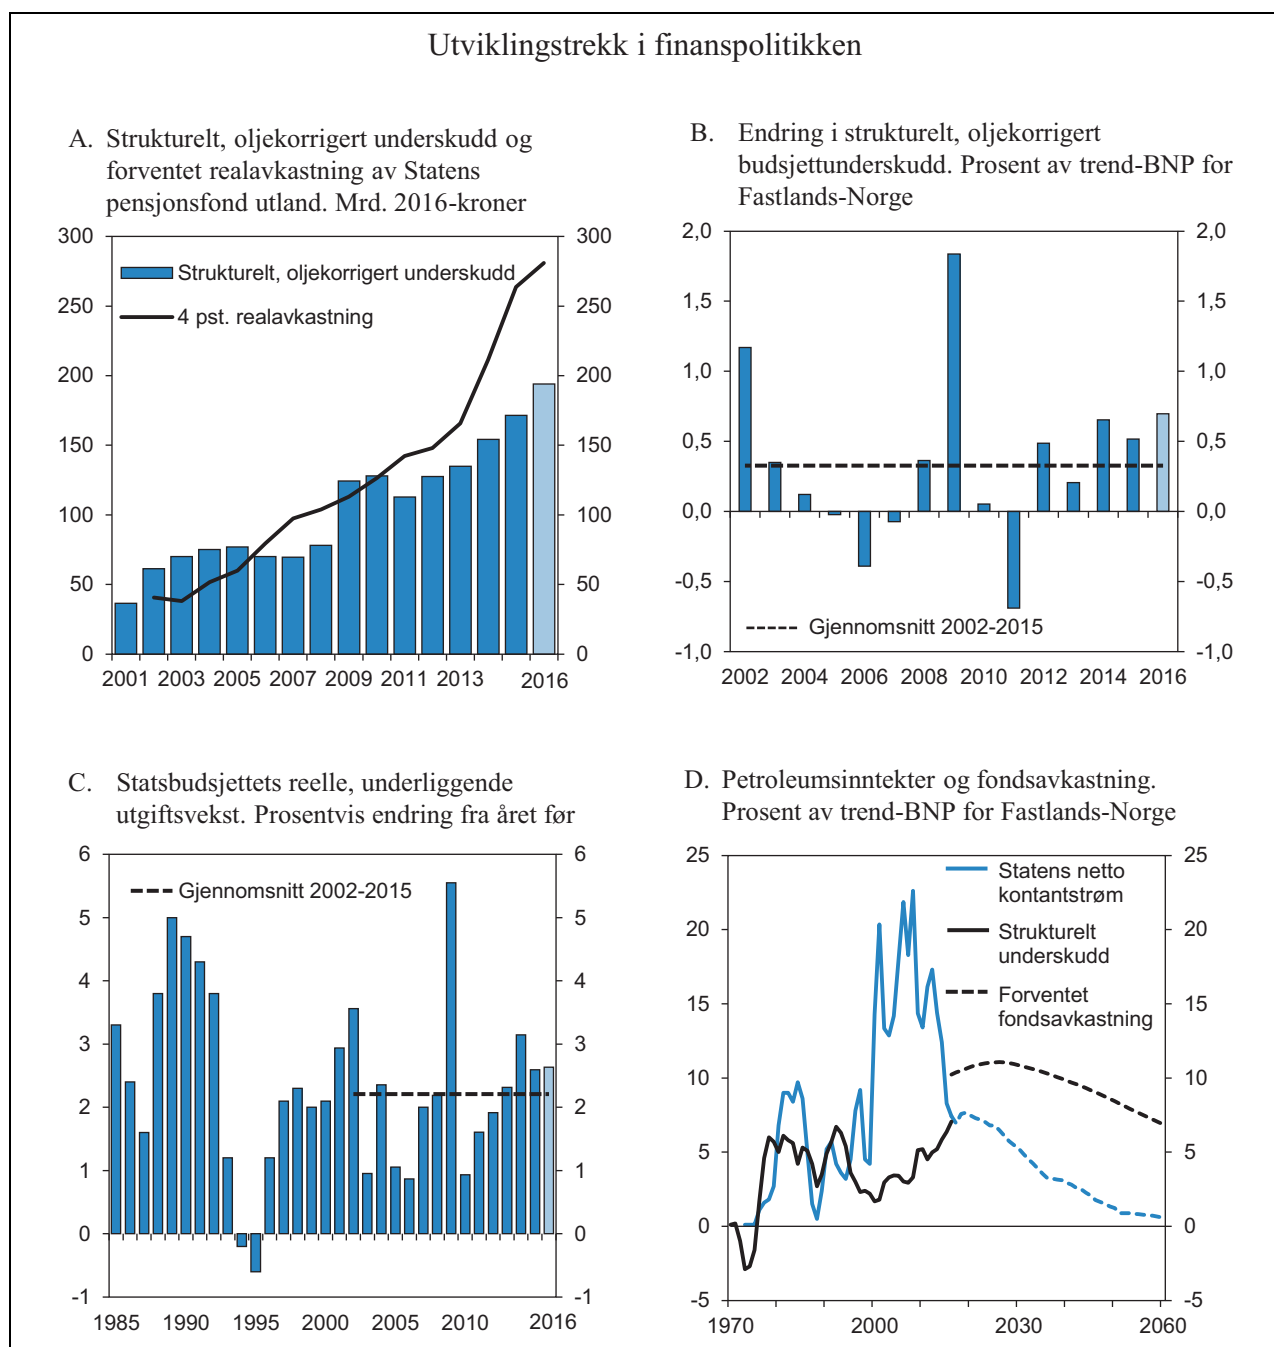 Utviklingstrekk i finanspolitikken
A. Strukturelt, oljekorrigert underskudd og
forventet realavkastning av Statens
pensjonsfond utland. Mrd. 2016-kroner
300 300
Strukturelt, oljekorrigert underskudd
250 250
4 pst. realavkastning
200 200
150 150
100 100
50 50
0 0
2001 2003 2005 2007 2009 2011 2013 2016
B. Endring i strukturelt, oljekorrigert
budsjettunderskudd. Prosent av trend-BNP for
Fastlands-Norge
2,0 2,0
1,5 1,5
1,0 1,0
0,5 0,5
0,0 0,0
-0,5 -0,5
Gjennomsnitt 2002-2015
-1,0 -1,0
2002 2004 2006 2008 2010 2012 2014 2016
C. Statsbudsjettets reelle, underliggende
utgiftsvekst. Prosentvis endring fra året før
6 6
Gjennomsnitt 2002-2015
5 5
4 4
3 3
2 2
1 1
0 0
-1 -1
1985 1990 1995 2000 2005 2010 2016
D. Petroleumsinntekter og fondsavkastning.
Prosent av trend-BNP for Fastlands-Norge
25 25
Statens netto
kontantstrøm
20 20
Strukturelt
underskudd
15 15
Forventet
fondsavkastning
10 10
5 5
0 0
-5 -5
1970 2000 2030 2060